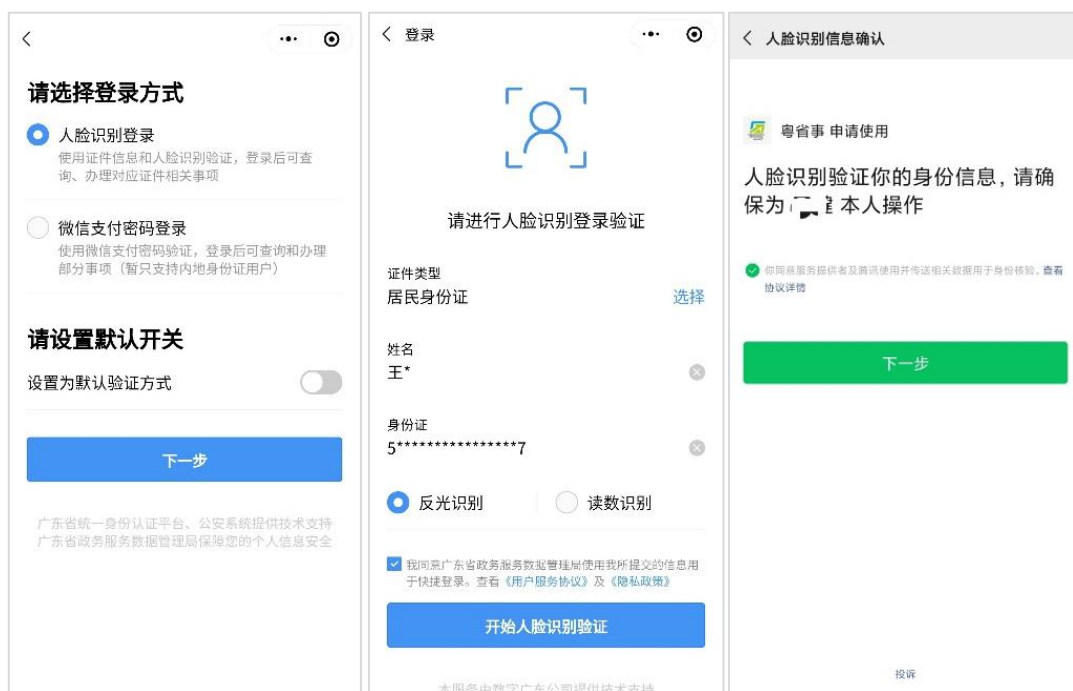 请选择登录方式
人脸识别登录
使用证件信息和人脸识别验证，登录后可查
询、办理对应证件相关事项
微信支付密码登录
使用微信支付密码验证，登录后可查询和办理
部分事项（暂只支持内地身份证用户）
请设置默认开关
设置为默认验证方式
下一步
广东省统一身份认证平台、公安系统提供技术支持
广东省政务服务数据管理局保障您的个人信息安全
登录
请进行人脸识别登录验证
证件类型
居民身份证
选择
姓名
王*
身份证
5****************7
反光识别
读数识别
我同意广东省政务服务数据管理局使用我所提交的信息用
于快捷登录。查看《用户服务协议》及《隐私政策》
开始人脸识别验证
本服务由数字广东公司提供技术支持
人脸识别信息确认
粤省事 申请使用
人脸识别验证你的身份信息，请确
保为 本人操作
你同意服务提供者及腾讯使用并传送相关数据用于身份核验。查看
协议详情
下一步
投诉